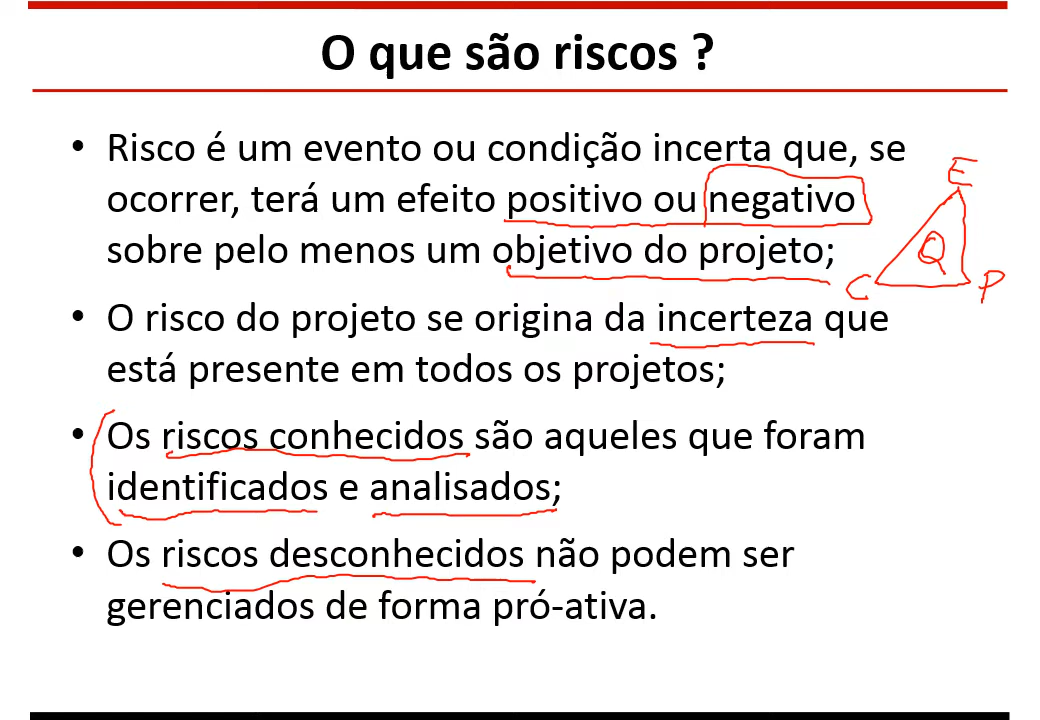 O que são riscos ?
• Risco é um evento ou condição incerta que, se
ocorrer, terá um efeito positivo ou negativo
sobre pelo menos um objetivo do projeto;
E
Q
C
P
• O risco do projeto se origina da incerteza que
está presente em todos os projetos;
• Os riscos conhecidos são aqueles que foram
identificados e analisados;
• Os riscos desconhecidos não podem ser
gerenciados de forma pró-ativa.